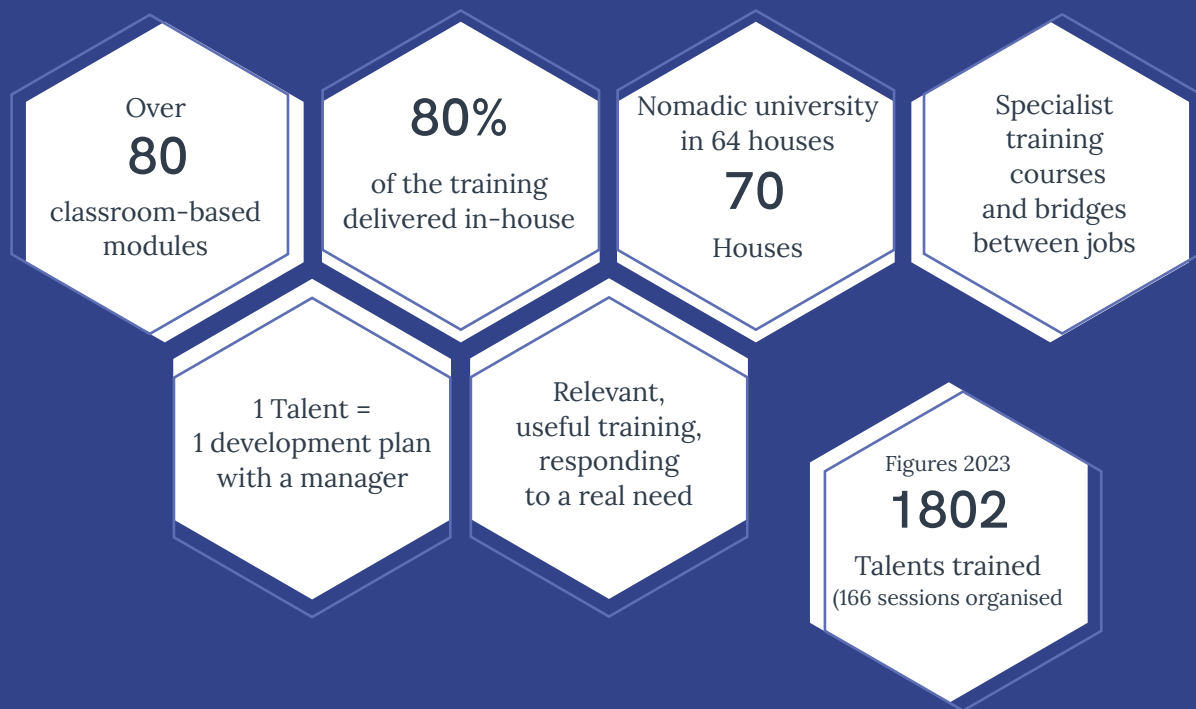 Over
80
classroom-based
modules
80%
of the training
delivered in-house
Nomadic university
in 64 houses
70
Houses
Specialist
training
courses
and bridges
between jobs
1 Talent =
1 development plan
with a manager
Relevant,
useful training,
responding
to a real need
Figures 2023
1802
Talents trained
(166 sessions organised